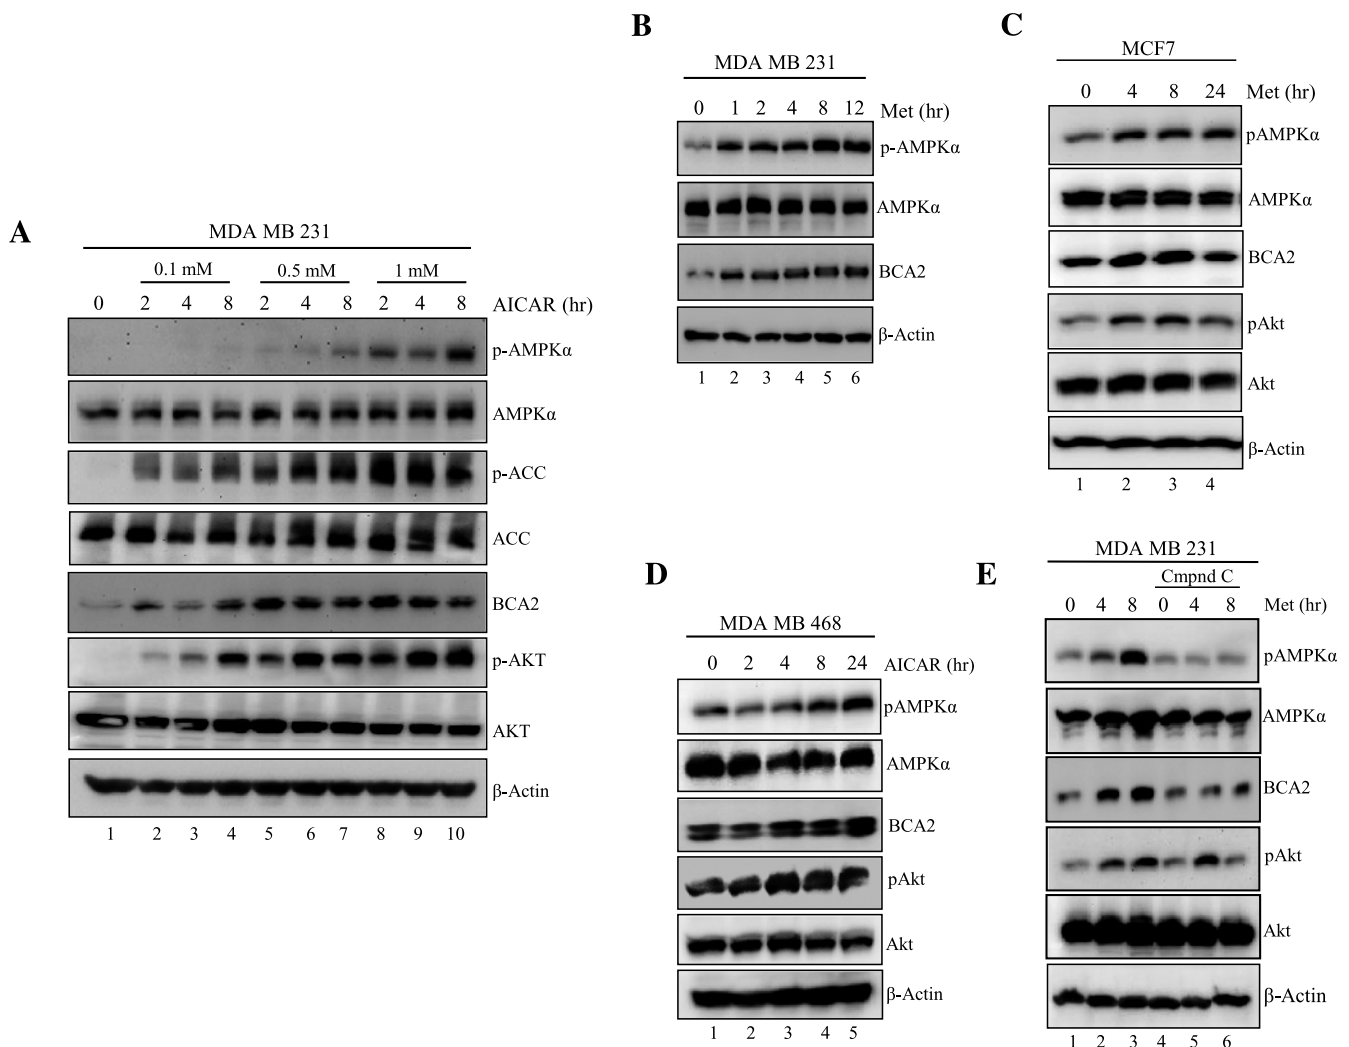 A
MDA MB 231
0.1 mM 0.5 mM 1 mM
0 2 4 8 2 4 8 2 4 8 AICAR (hr)
p-AMPKα
AMPKα
p-ACC
ACC
BCA2
p-AKT
AKT
β-Actin
1 2 3 4 5 6 7 8 9 10
B
MDA MB 231
0 1 2 4 8 12 Met (hr)
p-AMPKα
AMPKα
BCA2
β-Actin
1 2 3 4 5 6
C
MCF7
0 4 8 24 Met (hr)
pAMPKα
AMPKα
BCA2
pAkt
Akt
β-Actin
1 2 3 4
D
MDA MB 468
0 2 4 8 24 AICAR (hr)
pAMPKα
AMPKα
BCA2
pAkt
Akt
β-Actin
1 2 3 4 5
E
MDA MB 231
Cmpnd C
0 4 8 0 4 8 Met (hr)
pAMPKα
AMPKα
BCA2
pAkt
Akt
β-Actin
1 2 3 4 5 6